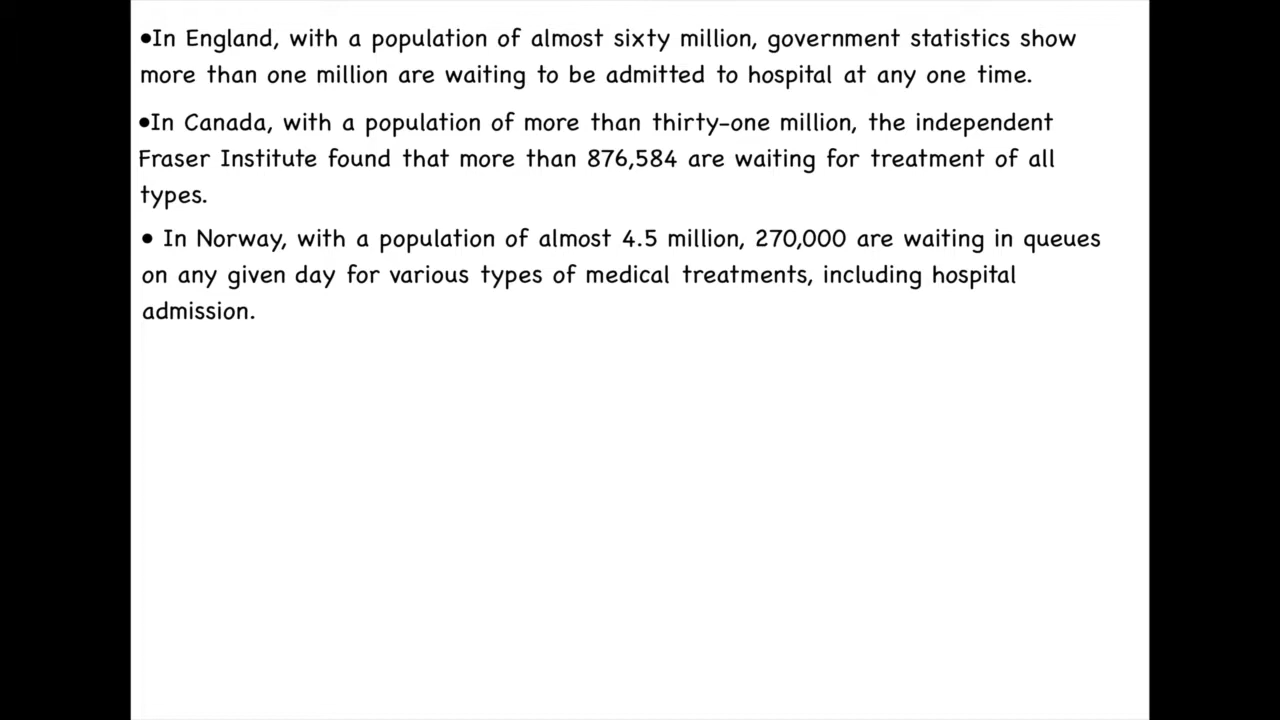 •In England, with a population of almost sixty million, government statistics show
more than one million are waiting to be admitted to hospital at any one time.
•In Canada, with a population of more than thirty-one million, the independent
Fraser Institute found that more than 876,584 are waiting for treatment of all
types.
• In Norway, with a population of almost 4.5 million, 270,000 are waiting in queues
on any given day for various types of medical treatments, including hospital
admission.